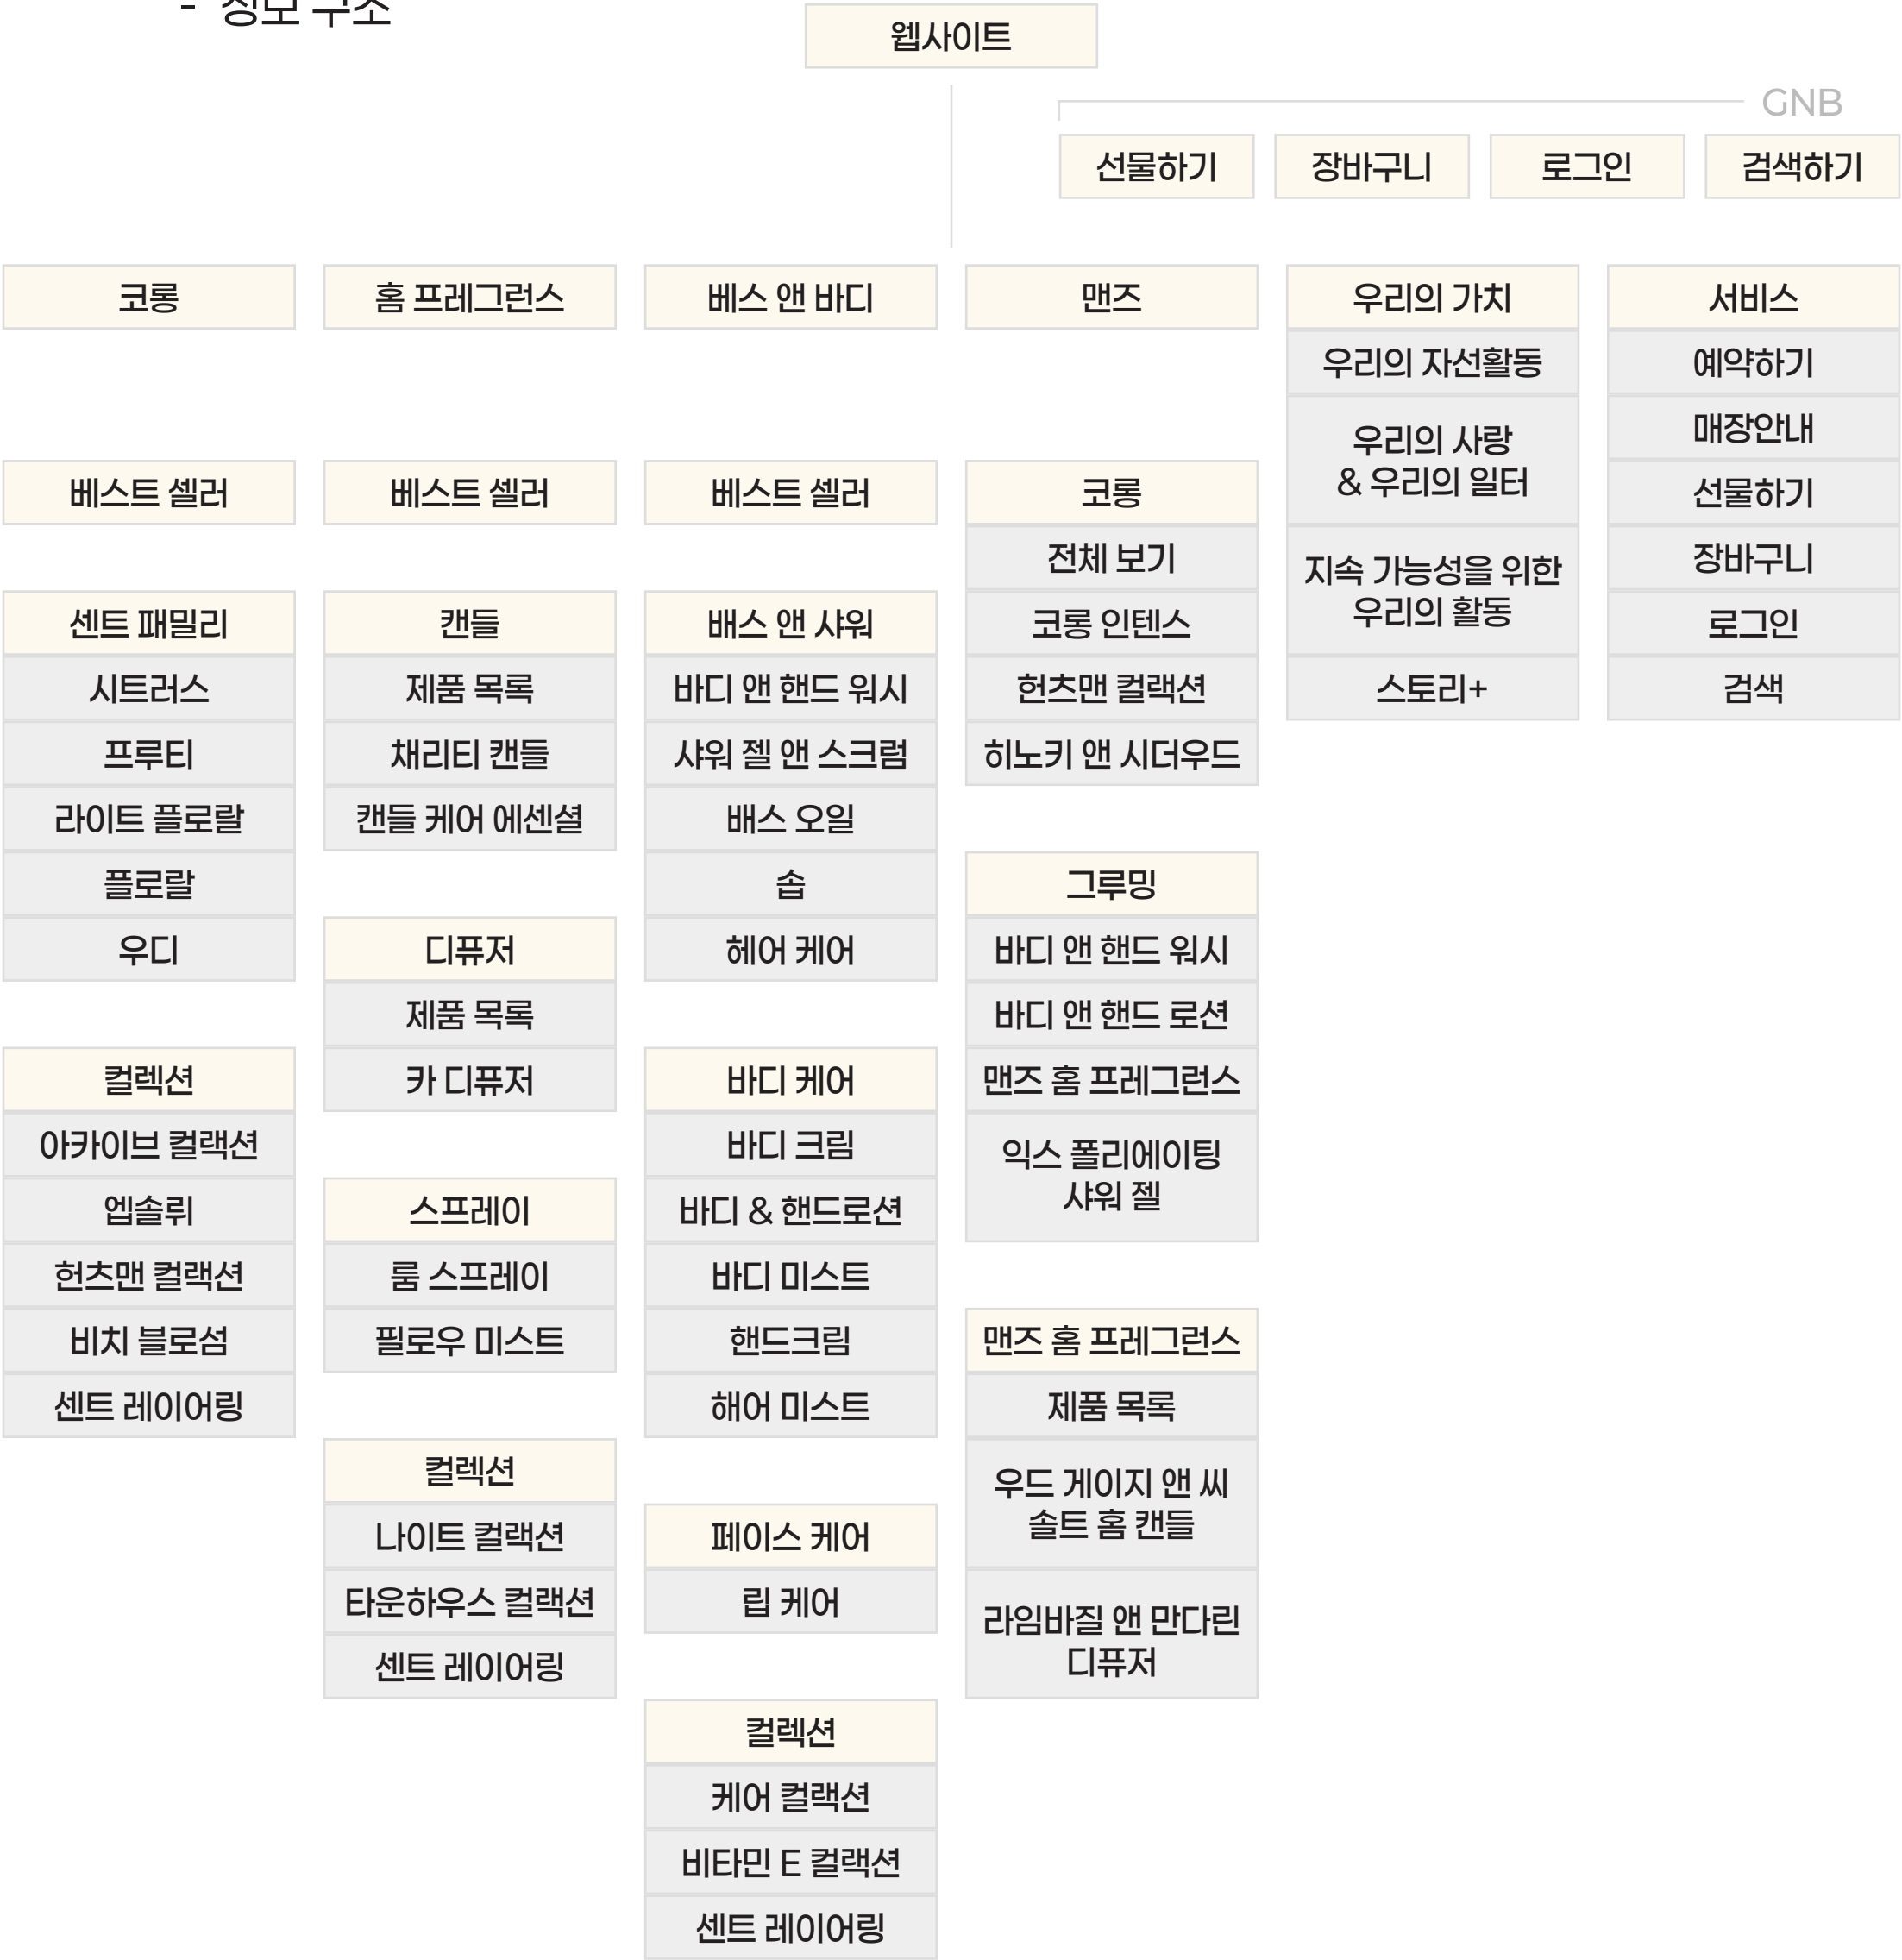 - 정보 구조
웹사이트
GNB
선물하기
장바구니
로그인
검색하기
코롱
베스트 셀러
센트 패밀리
시트러스
프루티
라이트 플로랄
플로랄
우디
컬렉션
아카이브 컬랙션
엡솔뤼
헌츠맨 컬랙션
비치 블로섬
센트 레이어링
홈 프레그런스
베스트 셀러
캔들
제품 목록
채리티 캔들
캔들 케어 에센셜
디퓨저
제품 목록
카 디퓨저
스프레이
룸 스프레이
필로우 미스트
컬렉션
나이트 컬랙션
타운하우스 컬랙션
센트 레이어링
베스 앤 바디
베스트 셀러
배스 앤 샤워
바디 앤 핸드 워시
샤워 젤 앤 스크럼
배스 오일
솝
헤어 케어
바디 케어
바디 크림
바디 & 핸드로션
바디 미스트
핸드크림
해어 미스트
페이스 케어
립 케어
컬렉션
케어 컬랙션
비타민 E 컬랙션
센트 레이어링
맨즈
코롱
전체 보기
코롱 인텐스
헌츠맨 컬랙션
히노키 앤 시더우드
그루밍
바디 앤 핸드 워시
바디 앤 핸드 로션
맨즈 홈 프레그런스
익스 폴리에이팅
샤워 젤
맨즈 홈 프레그런스
제품 목록
우드 게이지 앤 씨
솔트 홈 캔들
라임바질 앤 만다린
디퓨저
우리의 가치
우리의 자선활동
우리의 사랑
& 우리의 일터
지속 가능성을 위한
우리의 활동
스토리+
서비스
예약하기
매장안내
선물하기
장바구니
로그인
검색